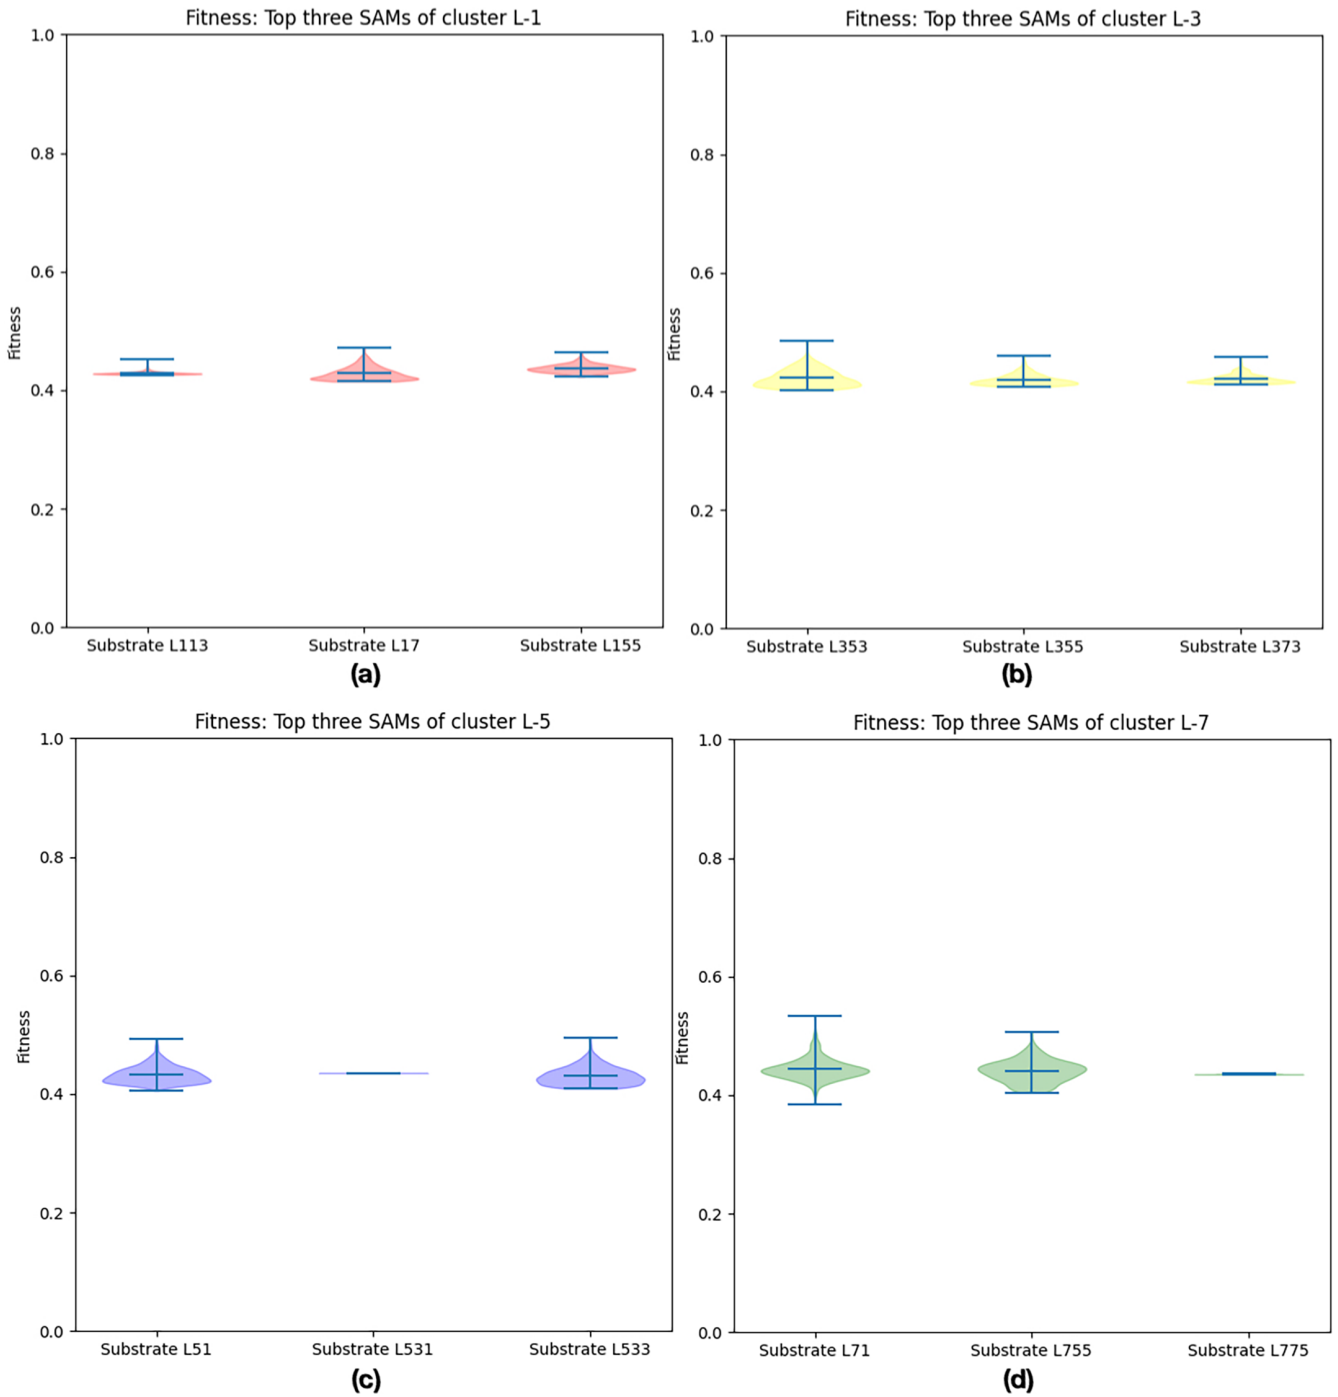 Fitness: Top three SAMs of cluster L-1
1.0
0.8
0.6
0.4
0.2
0.0
Fitness
Substrate L113 Substrate L17 Substrate L155
(a)
Fitness: Top three SAMs of cluster L-3
1.0
0.8
0.6
0.4
0.2
0.0
Fitness
Substrate L353 Substrate L355 Substrate L373
(b)
Fitness: Top three SAMs of cluster L-5
1.0
0.8
0.6
0.4
0.2
0.0
Fitness
Substrate L51 Substrate L531 Substrate L533
(c)
Fitness: Top three SAMs of cluster L-7
1.0
0.8
0.6
0.4
0.2
0.0
Fitness
Substrate L71 Substrate L755 Substrate L775
(d)